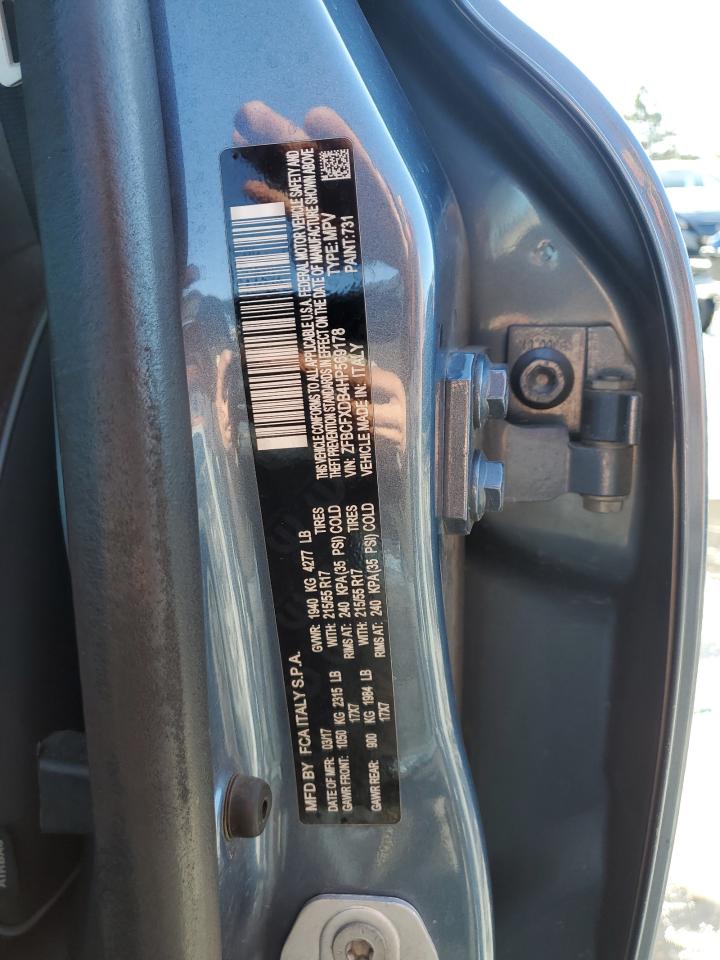 MFD BY FCA ITALY S.P.A.
DATE OF MFR: 03/17 GVWR: 1940 KG 4277 LB
GAWR FRONT: 1050 KG 2315 LB WITH: 215/55 R17 TIRES
17X7 RIMS AT: 240 KPA(35 PSI) COLD
GAWR REAR: 900 KG 1984 LB WITH: 215/55 R17 TIRES
17X7 RIMS AT: 240 KPA(35 PSI) COLD
THIS VEHICLE CONFORMS TO ALL APPLICABLE U.S.A. FEDERAL MOTOR VEHICLE SAFETY AND
THEFT PREVENTION STANDARDS IN EFFECT ON THE DATE OF MANUFACTURE SHOWN ABOVE
VIN: ZFBCFXDB4HP569178 TYPE: MPV
VEHICLE MADE IN: ITALY PAINT:731
AIRBAG